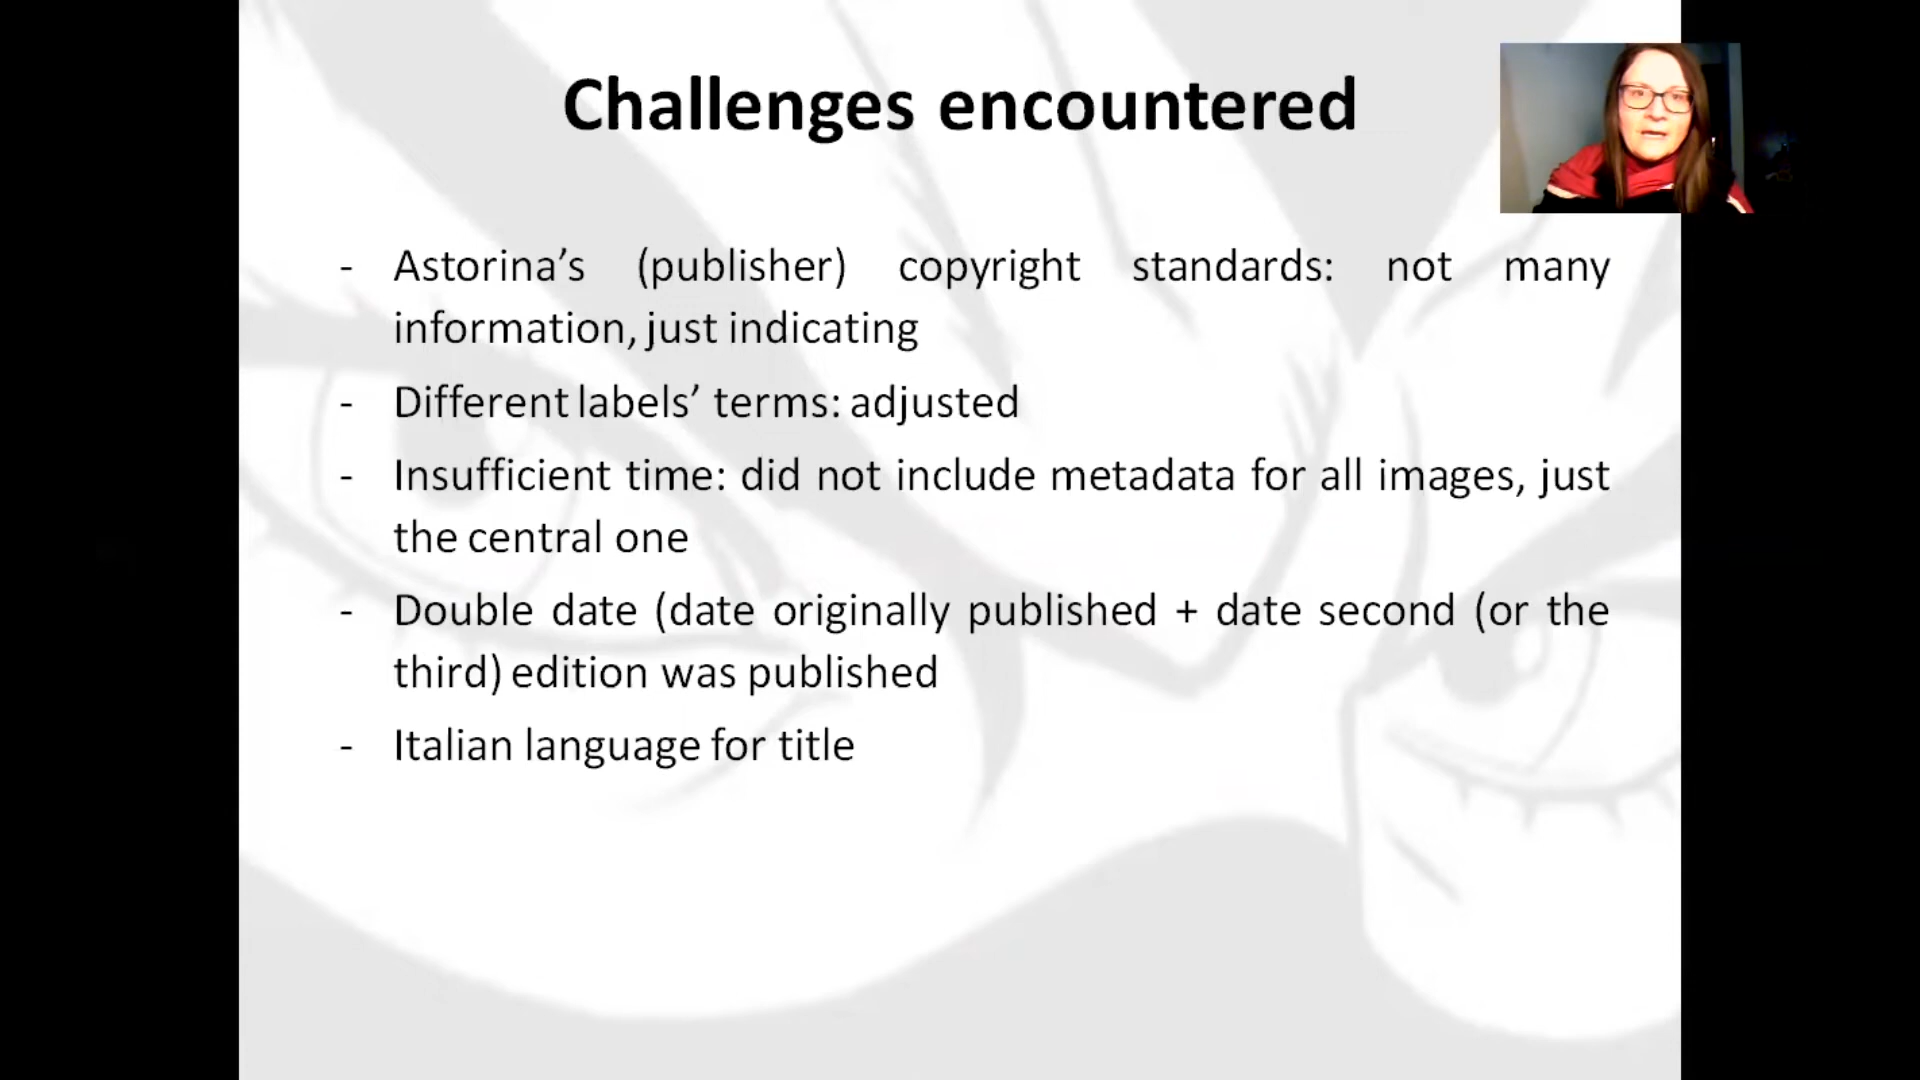 Challenges encountered
- Astorina’s (publisher) copyright standards: not many
information, just indicating
- Different labels’ terms: adjusted
- Insufficient time: did not include metadata for all images, just
the central one
- Double date (date originally published + date second (or the
third) edition was published
- Italian language for title